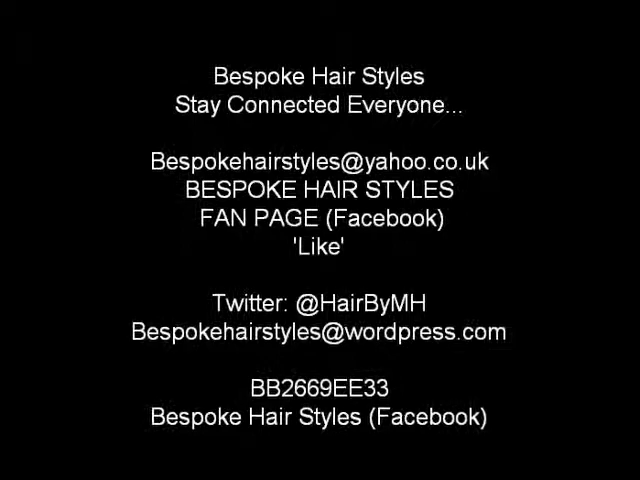 Bespoke Hair Styles
Stay Connected Everyone...
Bespokehairstyles@yahoo.co.uk
BESPOKE HAIR STYLES
FAN PAGE (Facebook)
'Like'
Twitter: @HairByMH
Bespokehairstyles@wordpress.com
BB2669EE33
Bespoke Hair Styles (Facebook)